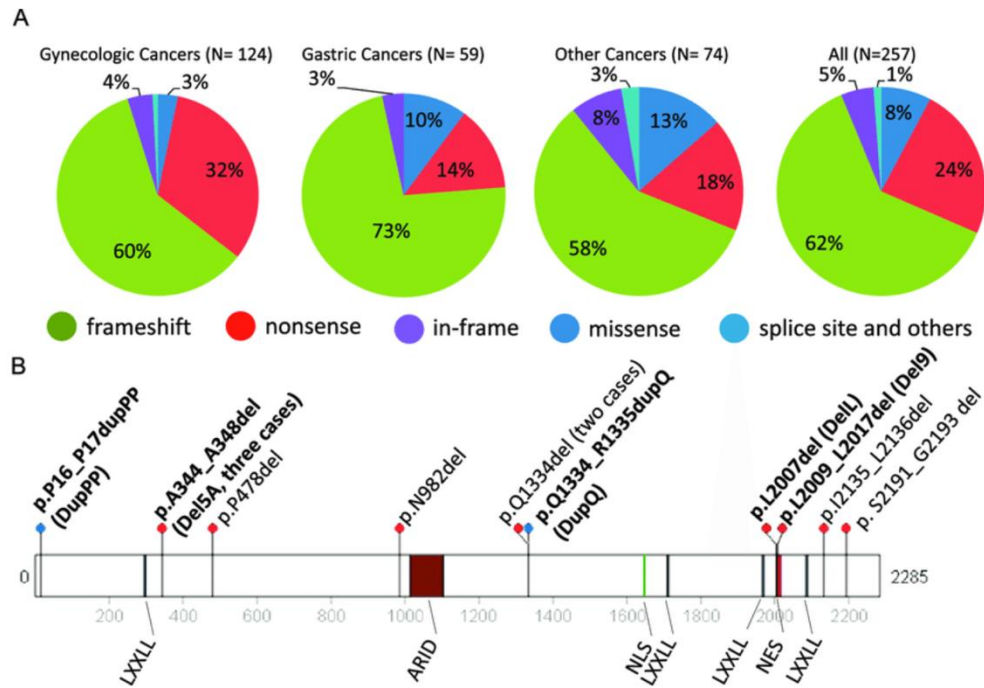 A
Gynecologic Cancers (N= 124)
Gastric Cancers (N= 59)
Other Cancers (N= 74)
All (N=257)
4%
3%
32%
60%
3%
10%
14%
73%
3%
8%
13%
18%
58%
5%
1%
8%
24%
62%
frameshift
nonsense
in-frame
missense
splice site and others
B
p.P16_P17dupPP
(DupPP)
p.A344_A348del
(Del5A, three cases)
p.P478del
p.N982del
p.Q1334del (two cases)
p.Q1334_R1335dupQ
(DupQ)
p.L2007del (DelL)
p.L2009_L2017del (Del9)
p.I2135_L2136del
p. S2191_G2193 del
0
2285
200
400
600
800
1000
1200
1400
1600
1800
2000
2200
LXXLL
ARID
NLS
LXXLL
LXXLL
NES
LXXLL